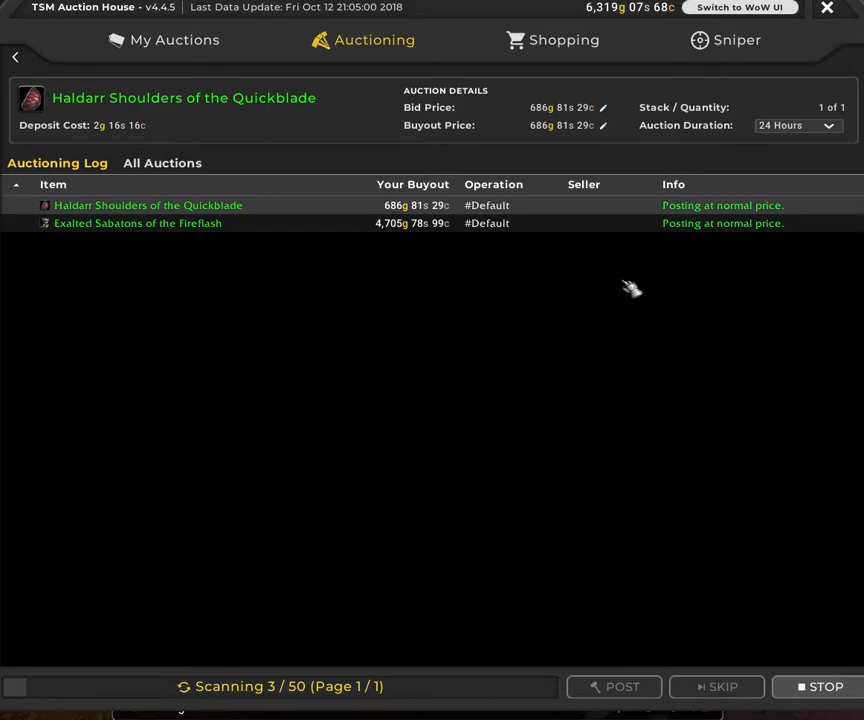 TSM Auction House - v4.4.5 | Last Data Update: Fri Oct 12 21:05:00 2018 6,319g 07s 68c Switch to WoW UI
My Auctions Auctioning Shopping Sniper
Haldarr Shoulders of the Quickblade
Deposit Cost: 2g 16s 16c
AUCTION DETAILS
Bid Price: 686g 81s 29c Stack / Quantity: 1 of 1
Buyout Price: 686g 81s 29c Auction Duration: 24 Hours
Auctioning Log All Auctions
Item Your Buyout Operation Seller Info
Haldarr Shoulders of the Quickblade 686g 81s 29c #Default Posting at normal price.
Exalted Sabatons of the Fireflash 4,705g 78s 99c #Default Posting at normal price.
Scanning 3 / 50 (Page 1 / 1) POST SKIP STOP